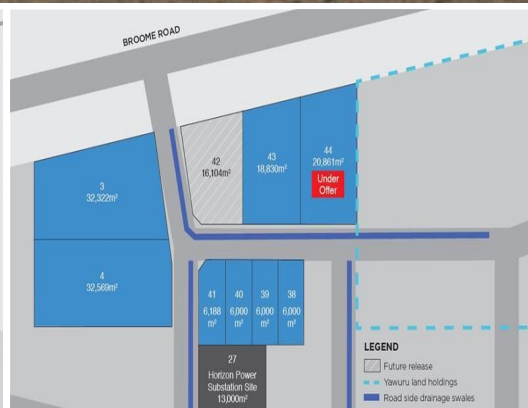 BROOME ROAD
42
16,104m²
43
18,830m²
44
20,861m²
Under
Offer
3
32,322m²
4
32,569m²
41
6,188
m²
40
6,000
m²
39
6,000
m²
38
6,000
m²
27
Horizon Power
Substation Site
13,000m²
LEGEND
Future release
Yawuru land holdings
Road side drainage swales